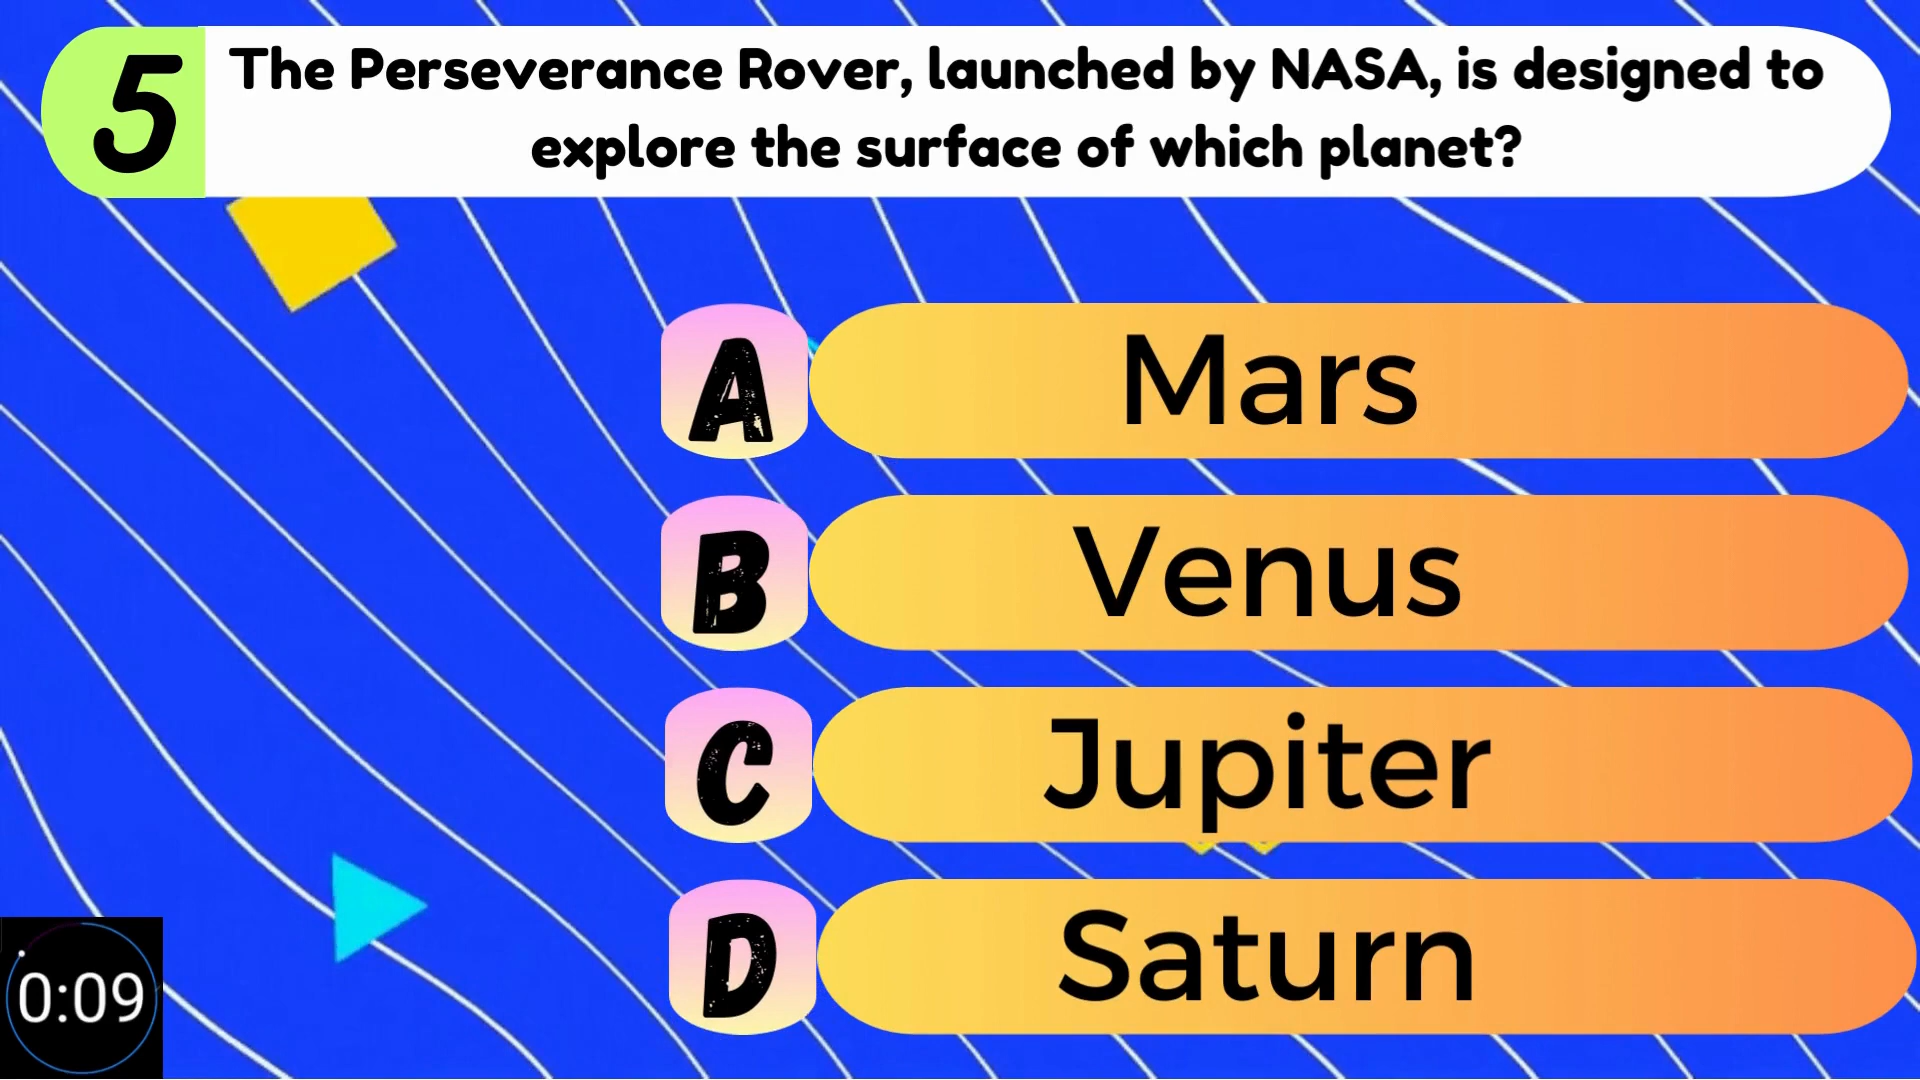 5
The Perseverance Rover, launched by NASA, is designed to
explore the surface of which planet?
A Mars
B Venus
C Jupiter
D Saturn
0:09